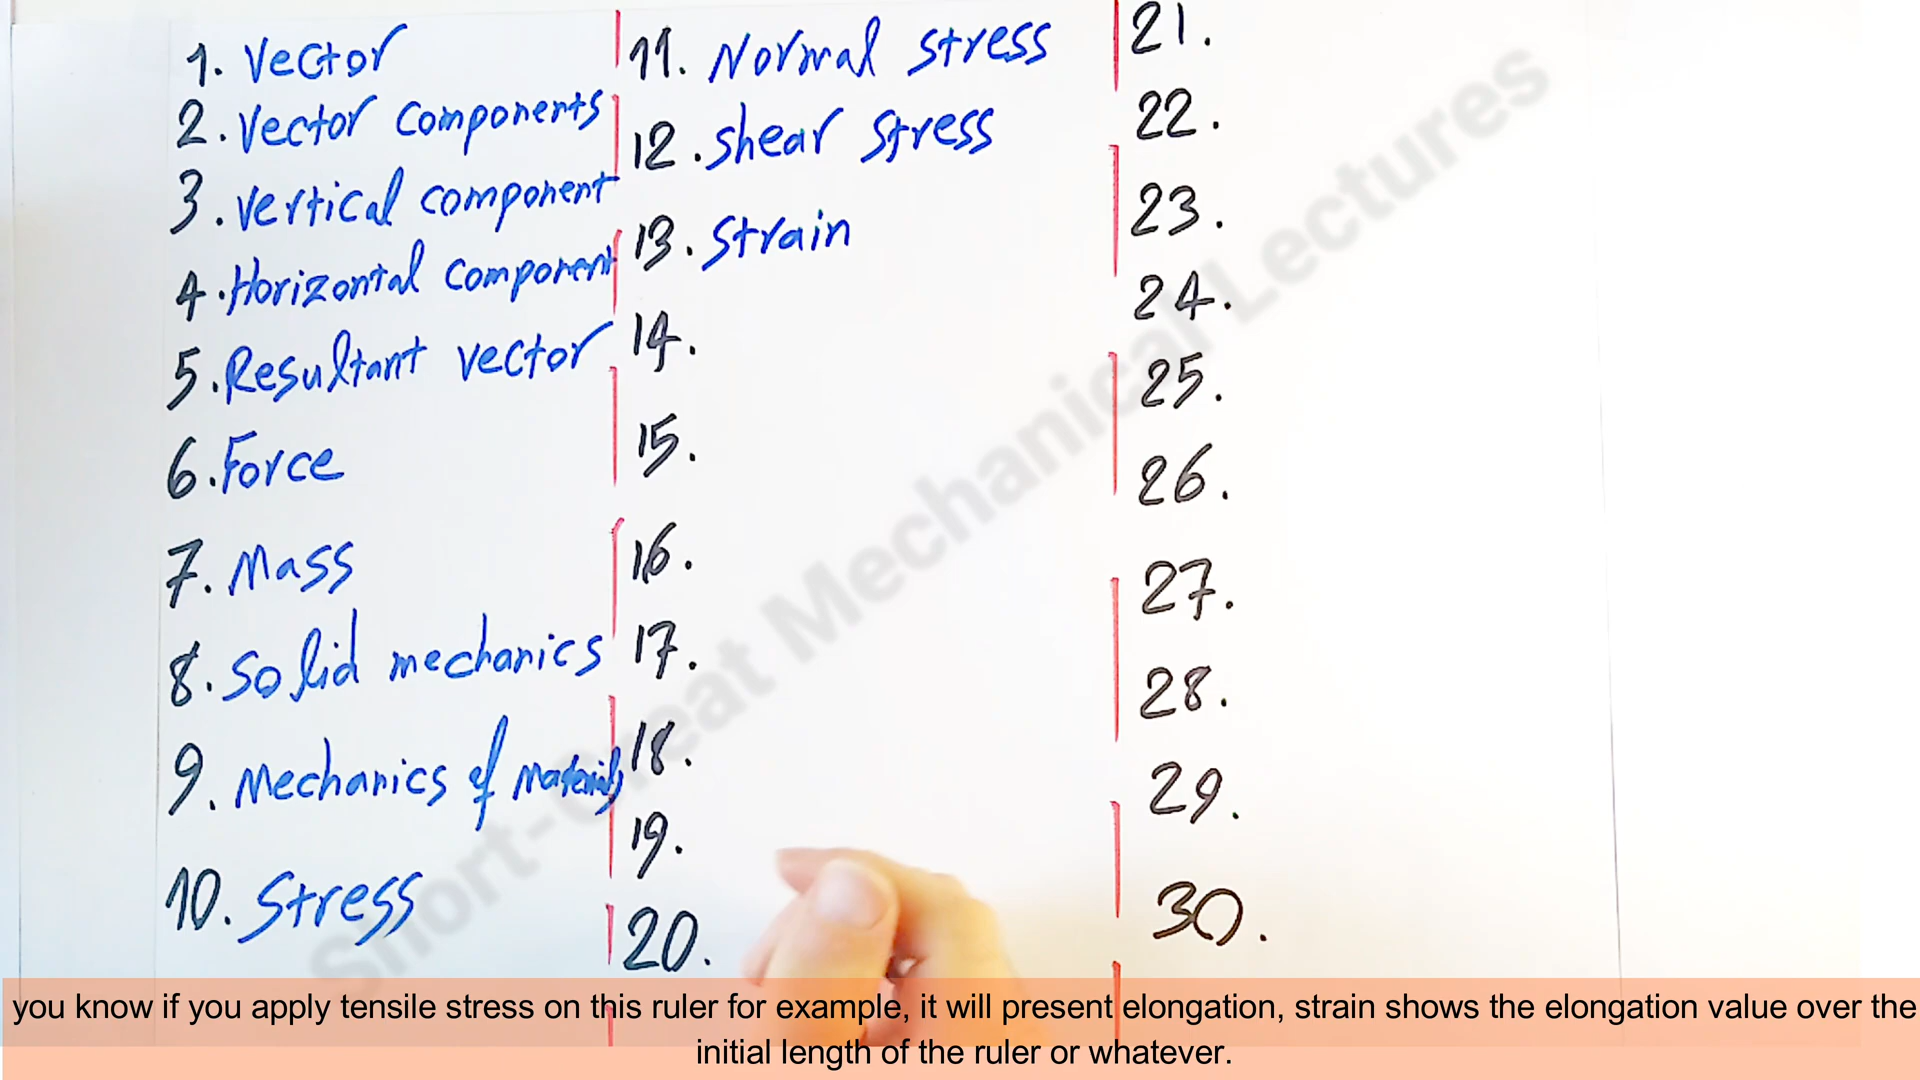 1. Vector
2. Vector components
3. Vertical component
4. Horizontal component
5. Resultant vector
6. Force
7. Mass
8. Solid mechanics
9. Mechanics of Materials
10. Stress
11. Normal stress
12. Shear stress
13. Strain
14.
15.
16.
17.
18.
19.
20.
21.
22.
23.
24.
25.
26.
27.
28.
29.
30.
Short-Great Mechanical Lectures
you know if you apply tensile stress on this ruler for example, it will present elongation, strain shows the elongation value over the
initial length of the ruler or whatever.